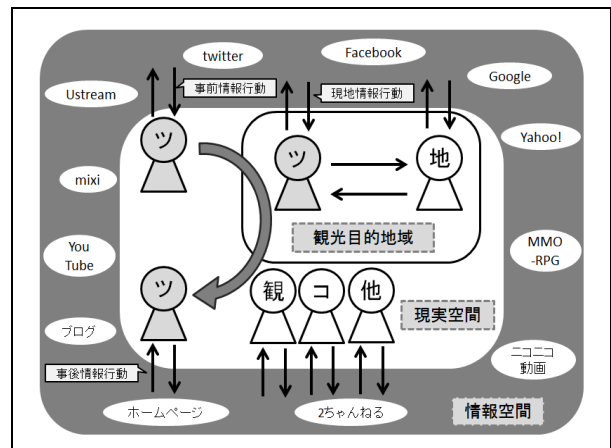 twitter
Facebook
Google
Ustream
事前情報行動
現地情報行動
Yahoo!
ツ
ツ
地
mixi
観光目的地域
You
Tube
MMO
-RPG
ツ
観
コ
他
現実空間
ブログ
ニコニコ
動画
事後情報行動
ホームページ
2ちゃんねる
情報空間